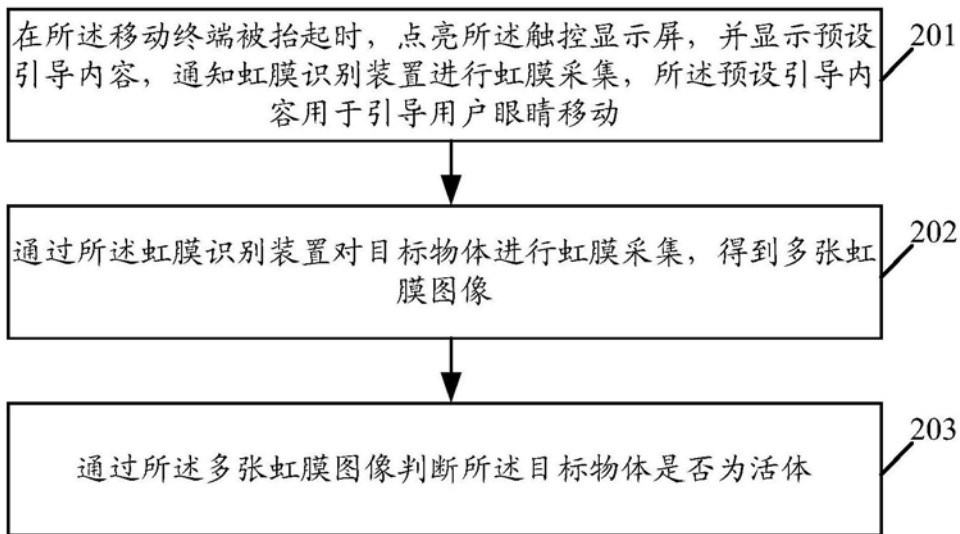 在所述移动终端被抬起时，点亮所述触控显示屏，并显示预设
引导内容，通知虹膜识别装置进行虹膜采集，所述预设引导内
容用于引导用户眼睛移动
201
通过所述虹膜识别装置对目标物体进行虹膜采集，得到多张虹
膜图像
202
通过所述多张虹膜图像判断所述目标物体是否为活体
203